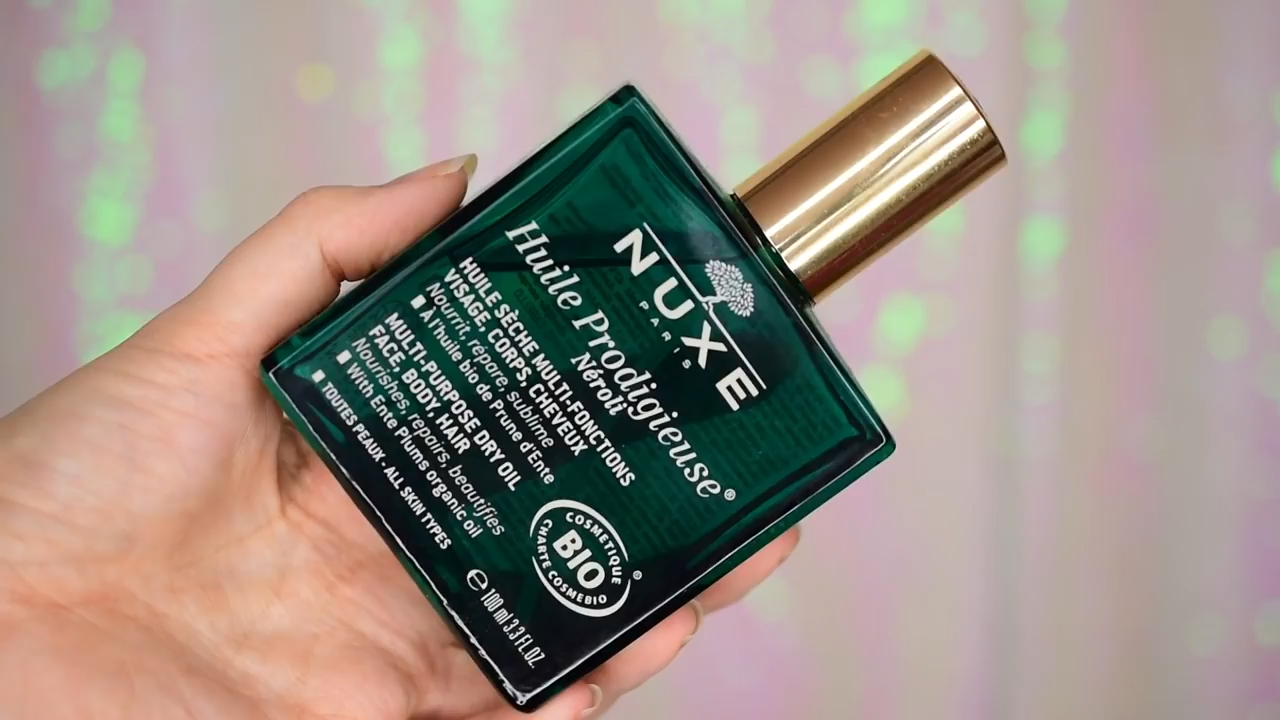 NUXE
PARIS
Huile Prodigieuse®
Néroli
HUILE SÈCHE MULTI-FONCTIONS
VISAGE, CORPS, CHEVEUX
Nourrit, répare, sublime
■ À l'huile bio de Prune d'Ente
MULTI-PURPOSE DRY OIL
FACE, BODY, HAIR
Nourishes, repairs, beautifies
■ With Ente Plums organic oil
■ TOUTES PEAUX - ALL SKIN TYPES
COSMETIQUE
BIO
CHARTE COSMEBIO
®
℮ 100 ml 3.3 FL.OZ.